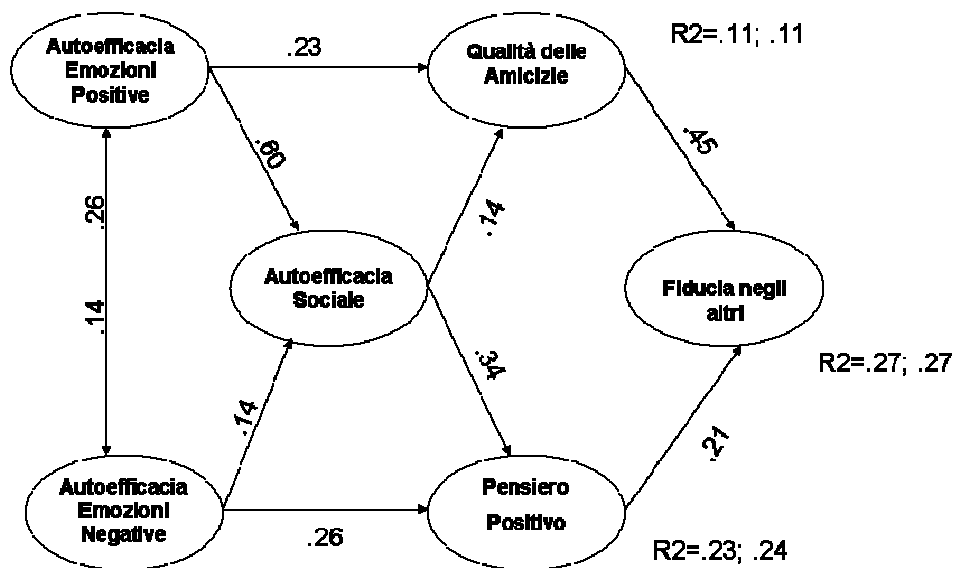 Autoefficacia
Emozioni
Positive
.23
Qualità delle
Amicizie
R2=.11; .11
.60
.45
.26
.14
.14
Autoefficacia
Sociale
Fiducia negli
altri
.34
.14
R2=.27; .27
.21
Autoefficacia
Emozioni
Negative
.26
Pensiero
Positivo
R2=.23; .24